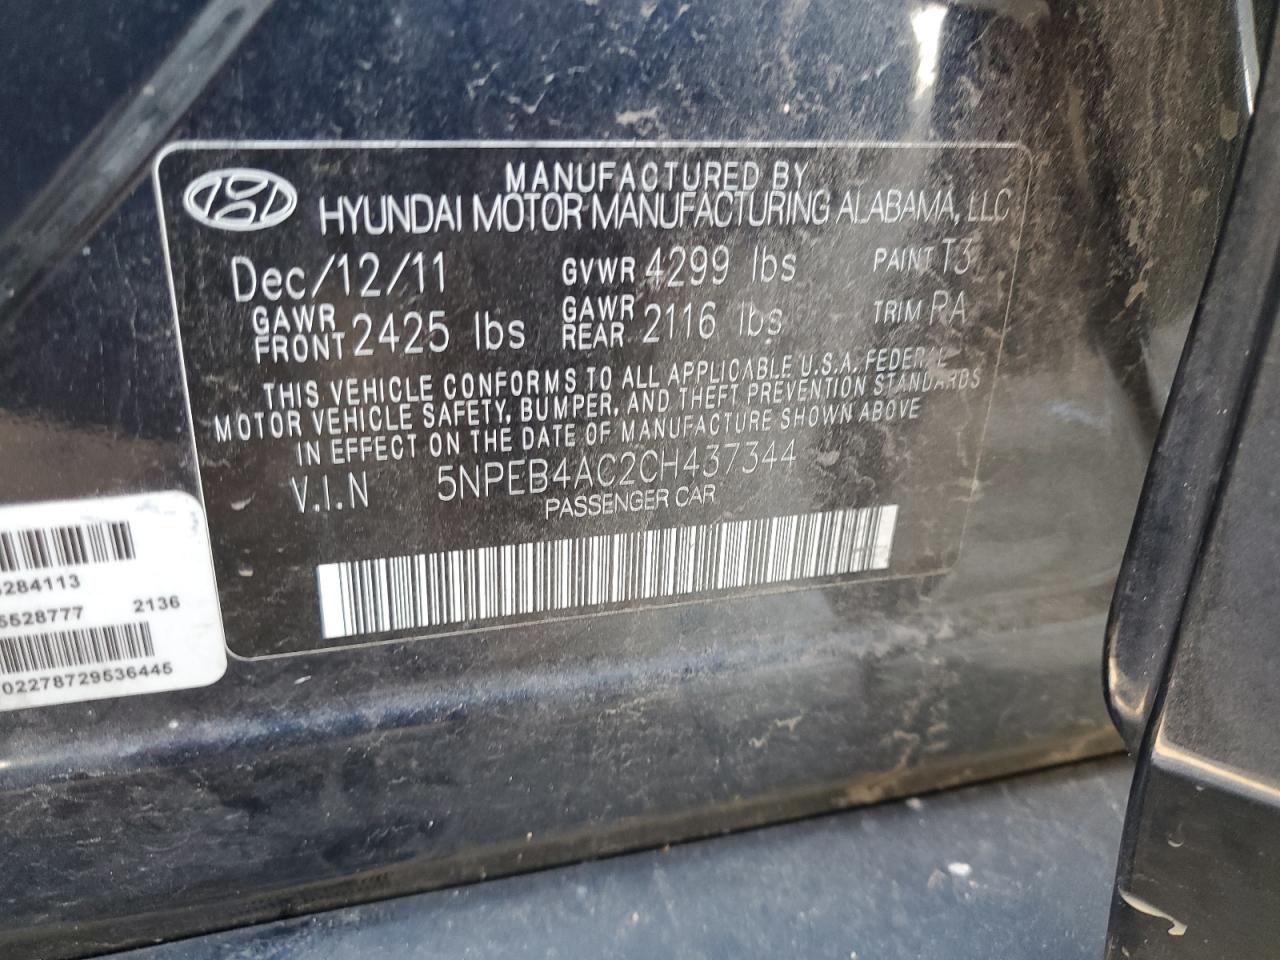 MANUFACTURED BY
HYUNDAI MOTOR MANUFACTURING ALABAMA, LLC
Dec/12/11 GVWR 4299 lbs PAINT T3
GAWR FRONT 2425 lbs GAWR REAR 2116 lbs TRIM RA
THIS VEHICLE CONFORMS TO ALL APPLICABLE U.S.A. FEDERAL
MOTOR VEHICLE SAFETY, BUMPER, AND THEFT PREVENTION STANDARDS
IN EFFECT ON THE DATE OF MANUFACTURE SHOWN ABOVE
V.I.N 5NPEB4AC2CH437344
PASSENGER CAR
284113
5528777 2136
02278729536445